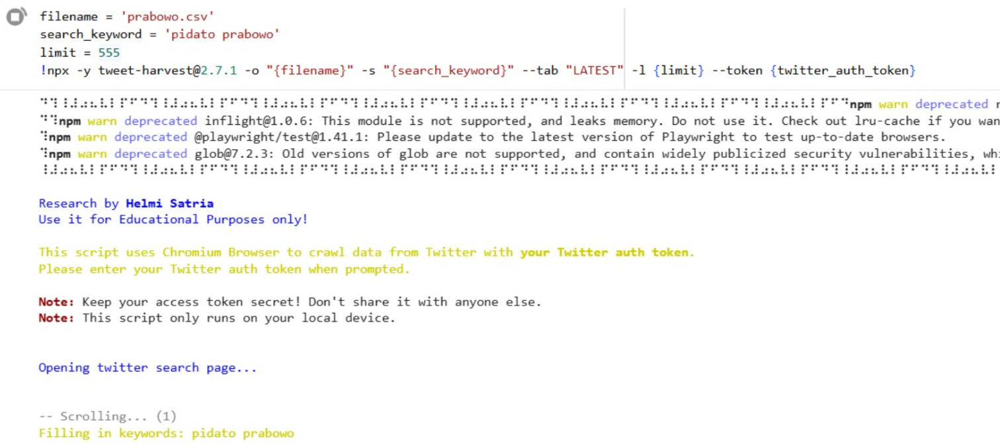 filename = 'prabowo.csv'
search_keyword = 'pidato prabowo'
limit = 555
!npx -y tweet-harvest@2.7.1 -o "{filename}" -s "{search_keyword}" --tab "LATEST" -l {limit} --token {twitter_auth_token}
npm warn deprecated
npm warn deprecated inflight@1.0.6: This module is not supported, and leaks memory. Do not use it. Check out lru-cache if you
npm warn deprecated @playwright/test@1.41.1: Please update to the latest version of Playwright to test up-to-date browsers.
npm warn deprecated glob@7.2.3: Old versions of glob are not supported, and contain widely publicized security vulnerabilities,
Research by Helmi Satria
Use it for Educational Purposes only!
This script uses Chromium Browser to crawl data from Twitter with your Twitter auth token.
Please enter your Twitter auth token when prompted.
Note: Keep your access token secret! Don't share it with anyone else.
Note: This script only runs on your local device.
Opening twitter search page...
-- Scrolling... (1)
Filling in keywords: pidato prabowo